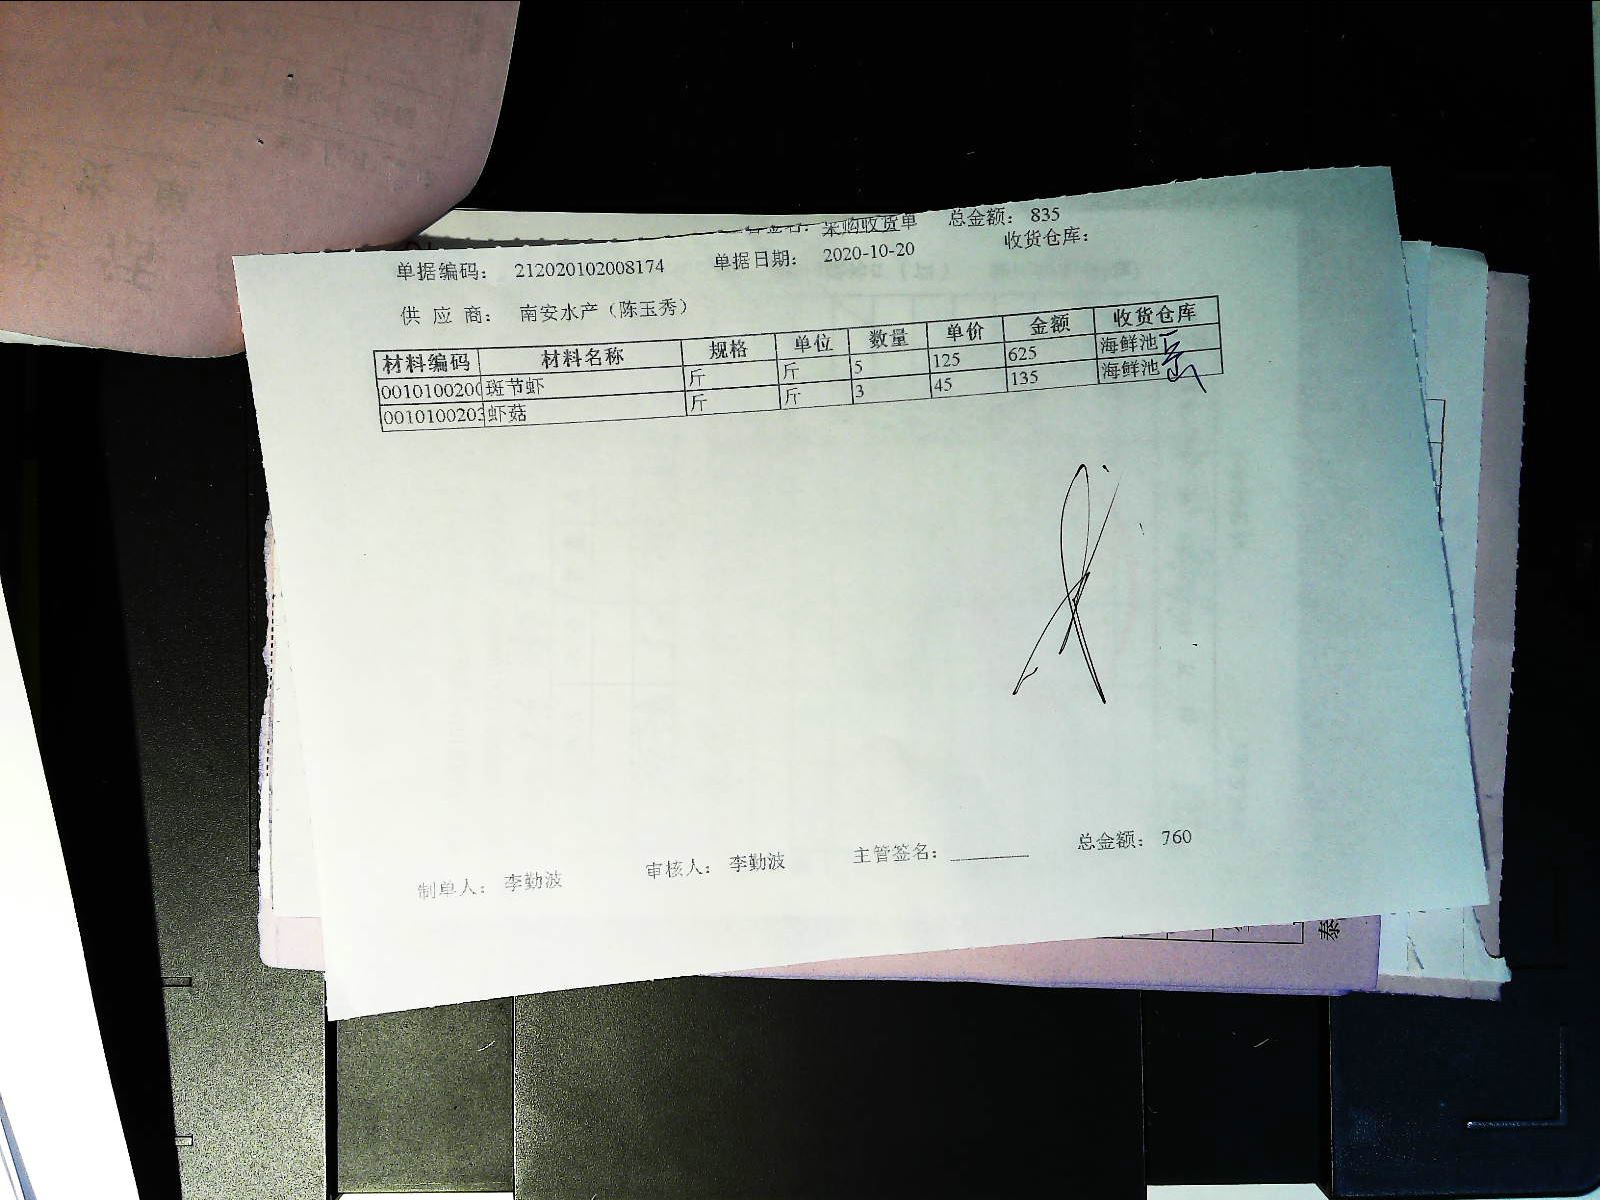 采购收货单 总金额： 835
单据编码： 212020102008174 单据日期： 2020-10-20 收货仓库：
供 应 商： 南安水产（陈玉秀）
材料编码 材料名称 规格 单位 数量 单价 金额 收货仓库
0010100200 斑节虾 斤 斤 5 125 625 海鲜池
0010100203 虾菇 斤 斤 3 45 135 海鲜池
制单人： 李勤波 审核人： 李勤波 主管签名： 总金额： 760
泰